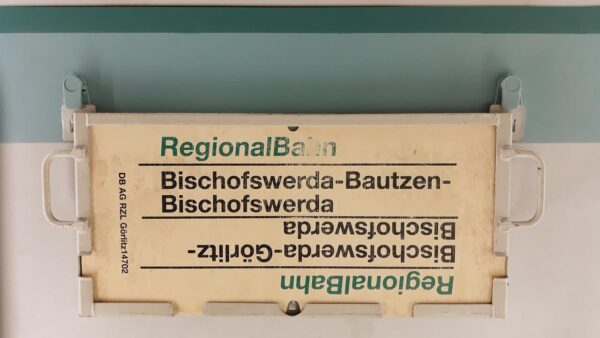 RegionalBahn
Bischofswerda-Bautzen-
Bischofswerda
RegionalBahn
Bischofswerda-Görlitz-
Bischofswerda
DB AG RZL Görlitz14702